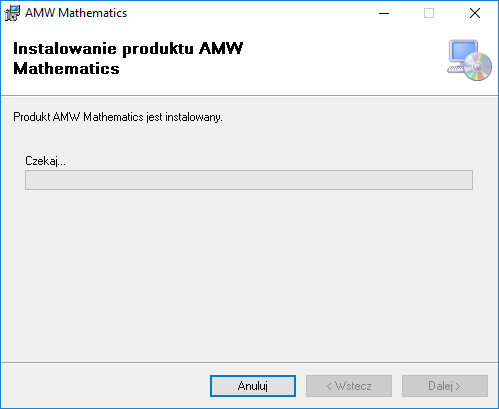 AMW Mathematics
Instalowanie produktu AMW
Mathematics
Produkt AMW Mathematics jest instalowany.
Czekaj...
Anuluj
< Wstecz
Dalej >